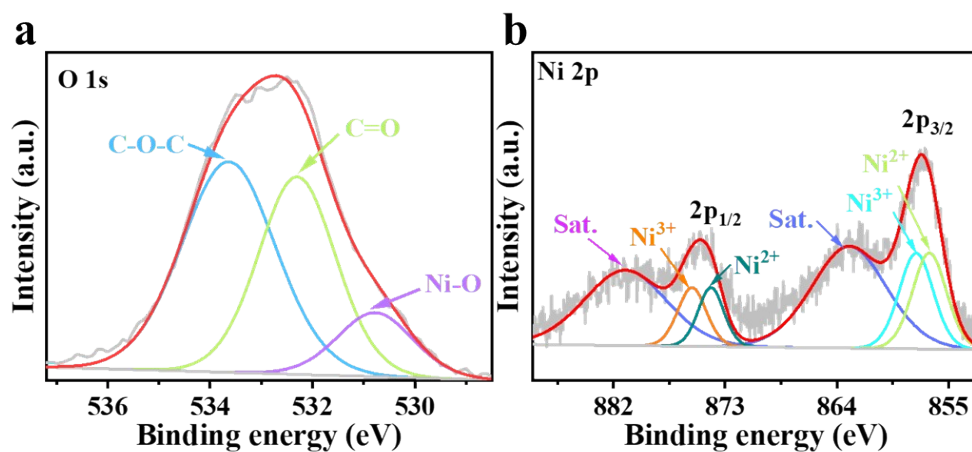 a
O 1s
C-O-C
C=O
Ni-O
Intensity (a.u.)
536
534
532
530
Binding energy (eV)
b
Ni 2p
2p3/2
Ni2+
Ni3+
Sat.
2p1/2
Ni3+
Sat.
Ni2+
Intensity (a.u.)
882
873
864
855
Binding energy (eV)